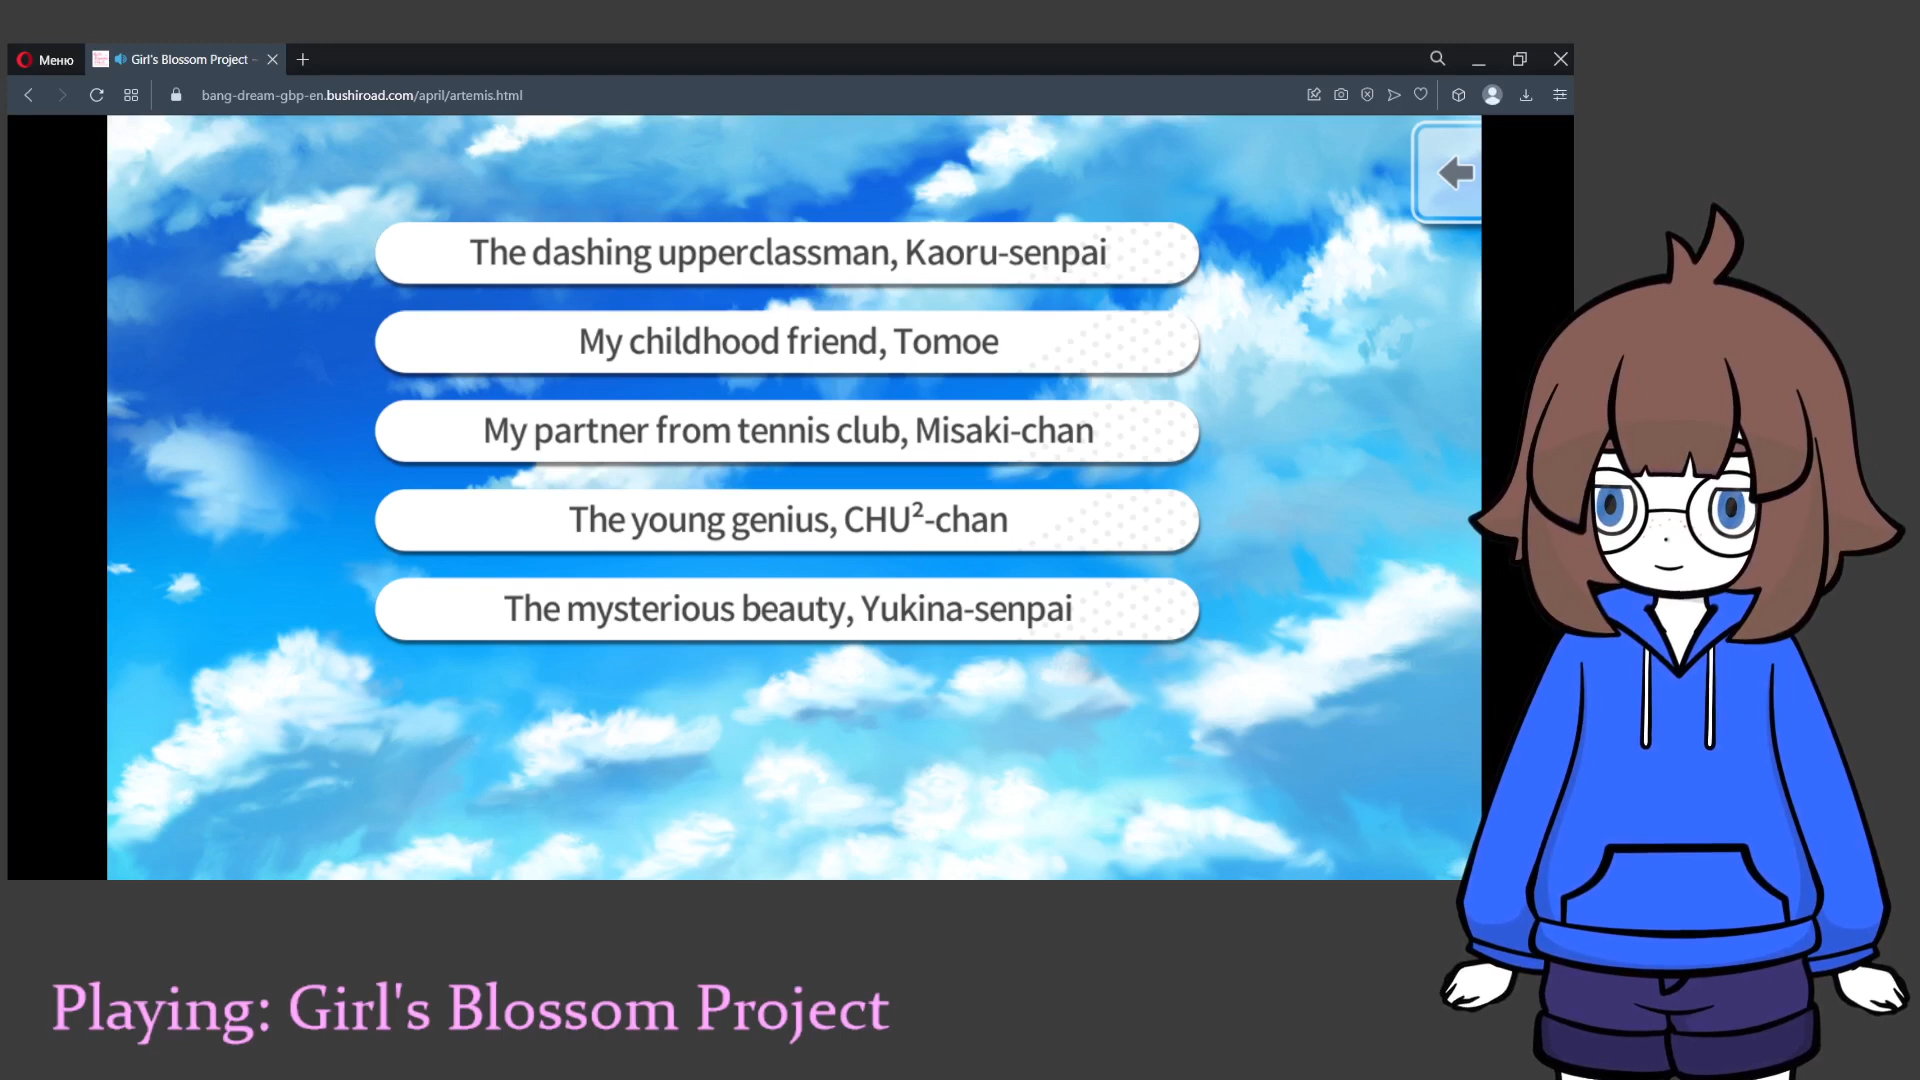 Меню
Girl's Blossom Project -
bang-dream-gbp-en.bushiroad.com/april/artemis.html
The dashing upperclassman, Kaoru-senpai
My childhood friend, Tomoe
My partner from tennis club, Misaki-chan
The young genius, CHU²-chan
The mysterious beauty, Yukina-senpai
Playing: Girl's Blossom Project